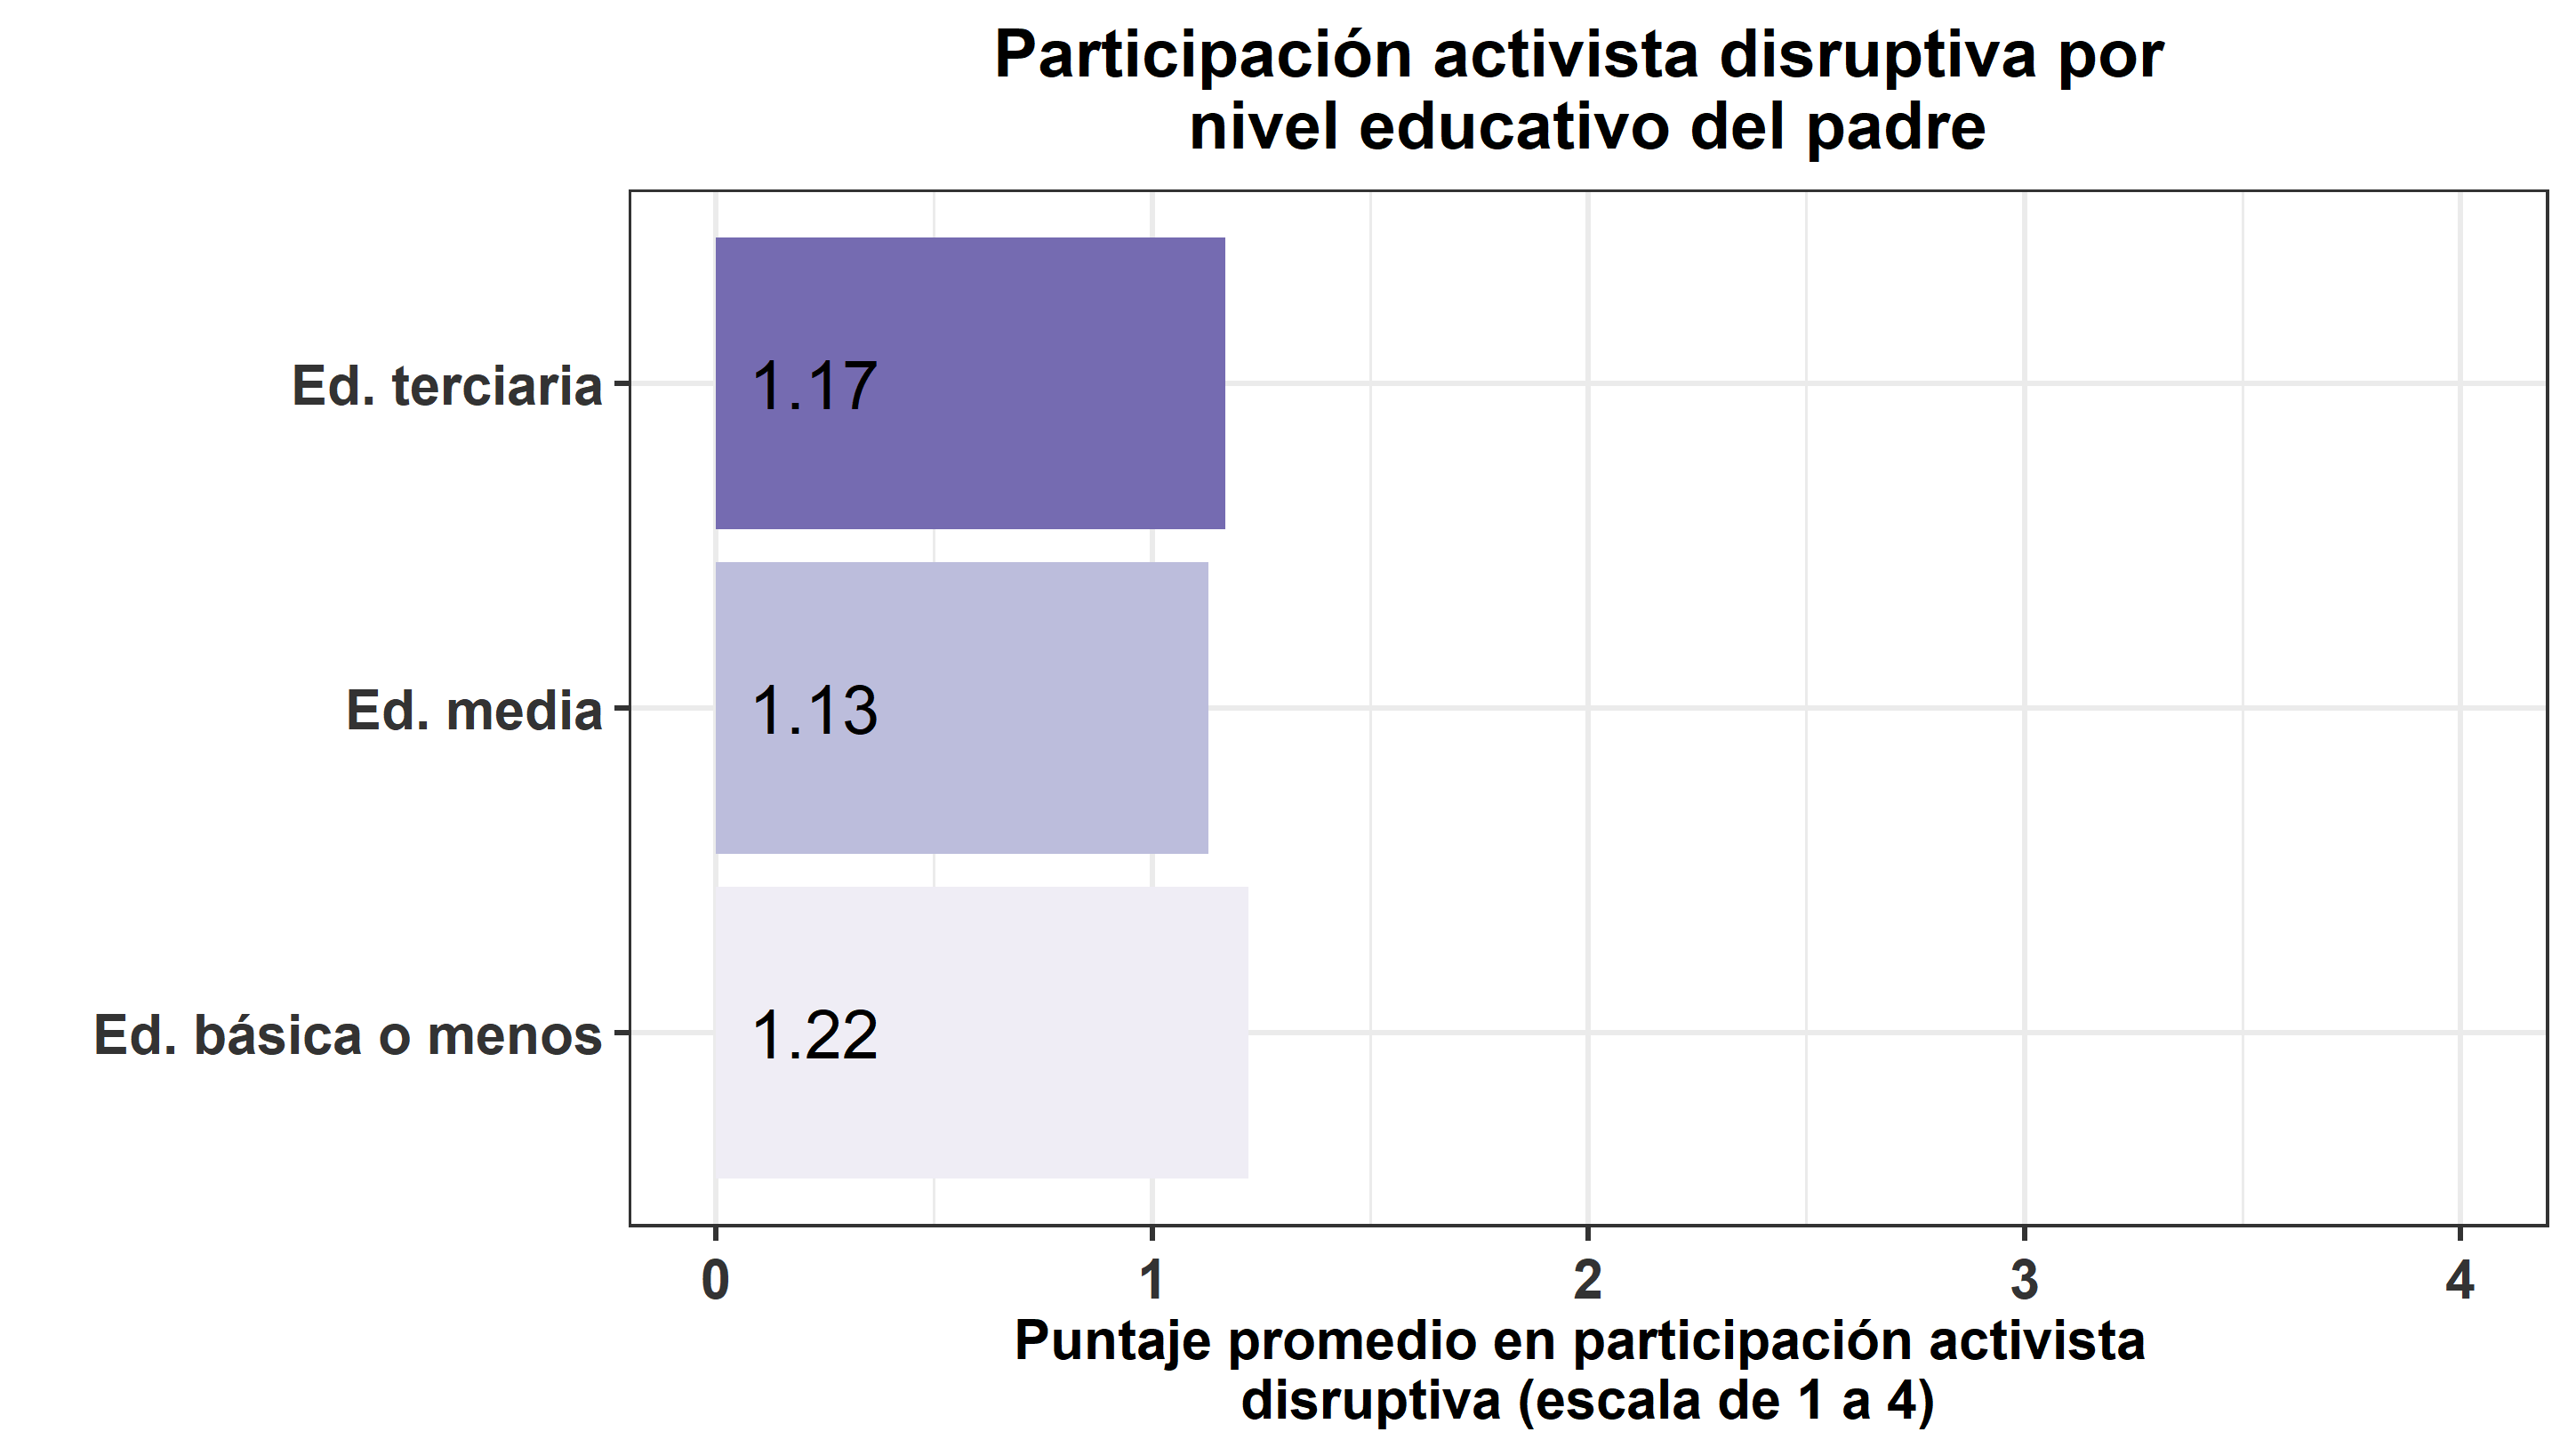 Participación activista disruptiva por
nivel educativo del padre
Ed. terciaria
1.17
Ed. media
1.13
Ed. básica o menos
1.22
0 1 2 3 4
Puntaje promedio en participación activista
disruptiva (escala de 1 a 4)